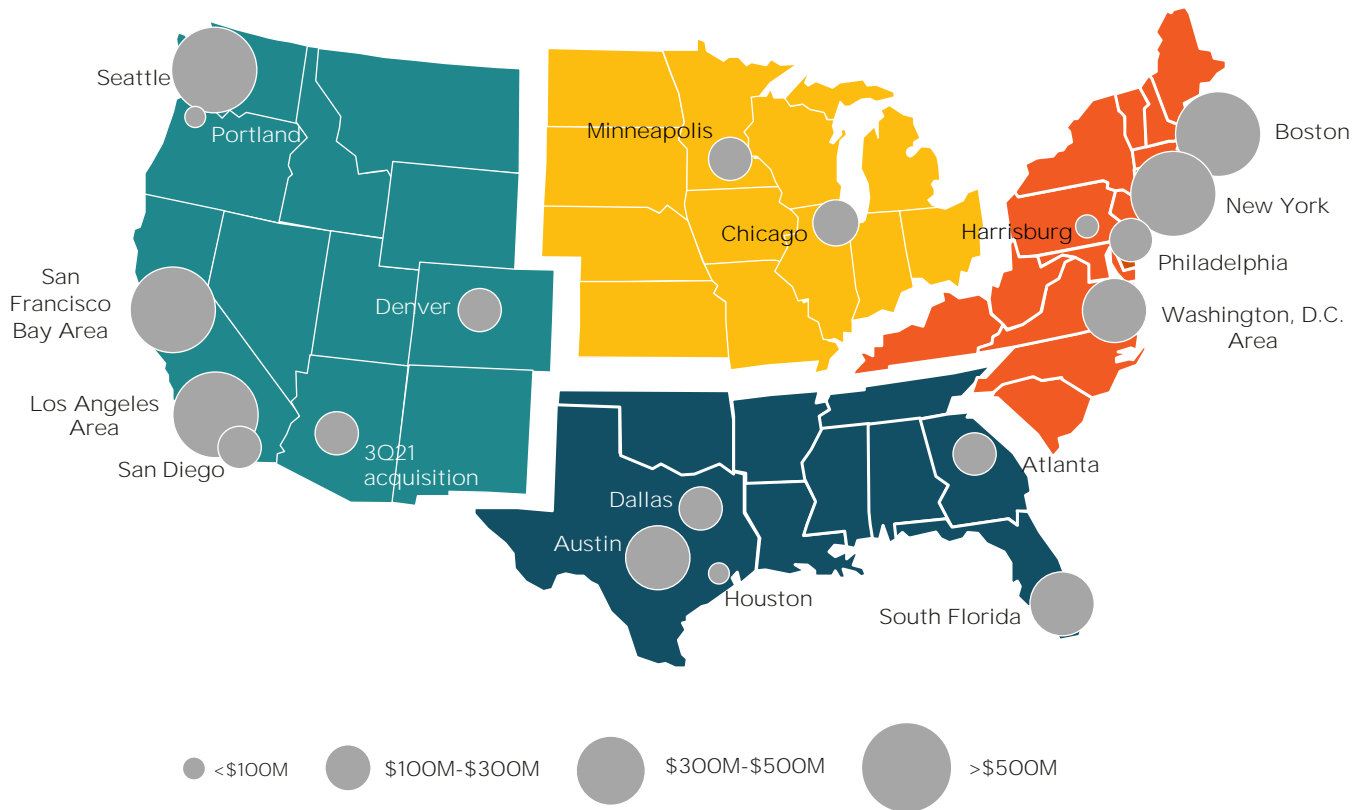 Seattle
Portland
Minneapolis
Boston
New York
Chicago
Harrisburg
Philadelphia
San
Francisco
Bay Area
Denver
Washington, D.C.
Area
Los Angeles
Area
San Diego
3Q21
acquisition
Atlanta
Dallas
Austin
Houston
South Florida
<$100M
$100M-$300M
$300M-$500M
>$500M